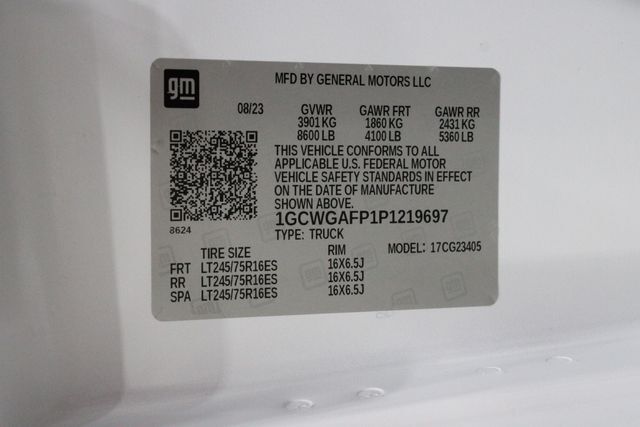 gm
MFD BY GENERAL MOTORS LLC
08/23 GVWR GAWR FRT GAWR RR
3901 KG 1860 KG 2431 KG
8600 LB 4100 LB 5360 LB
THIS VEHICLE CONFORMS TO ALL
APPLICABLE U.S. FEDERAL MOTOR
VEHICLE SAFETY STANDARDS IN EFFECT
ON THE DATE OF MANUFACTURE
SHOWN ABOVE.
8624
1GCWGAFP1P1219697
TYPE: TRUCK
TIRE SIZE RIM MODEL: 17CG23405
FRT LT245/75R16ES 16X6.5J
RR LT245/75R16ES 16X6.5J
SPA LT245/75R16ES 16X6.5J